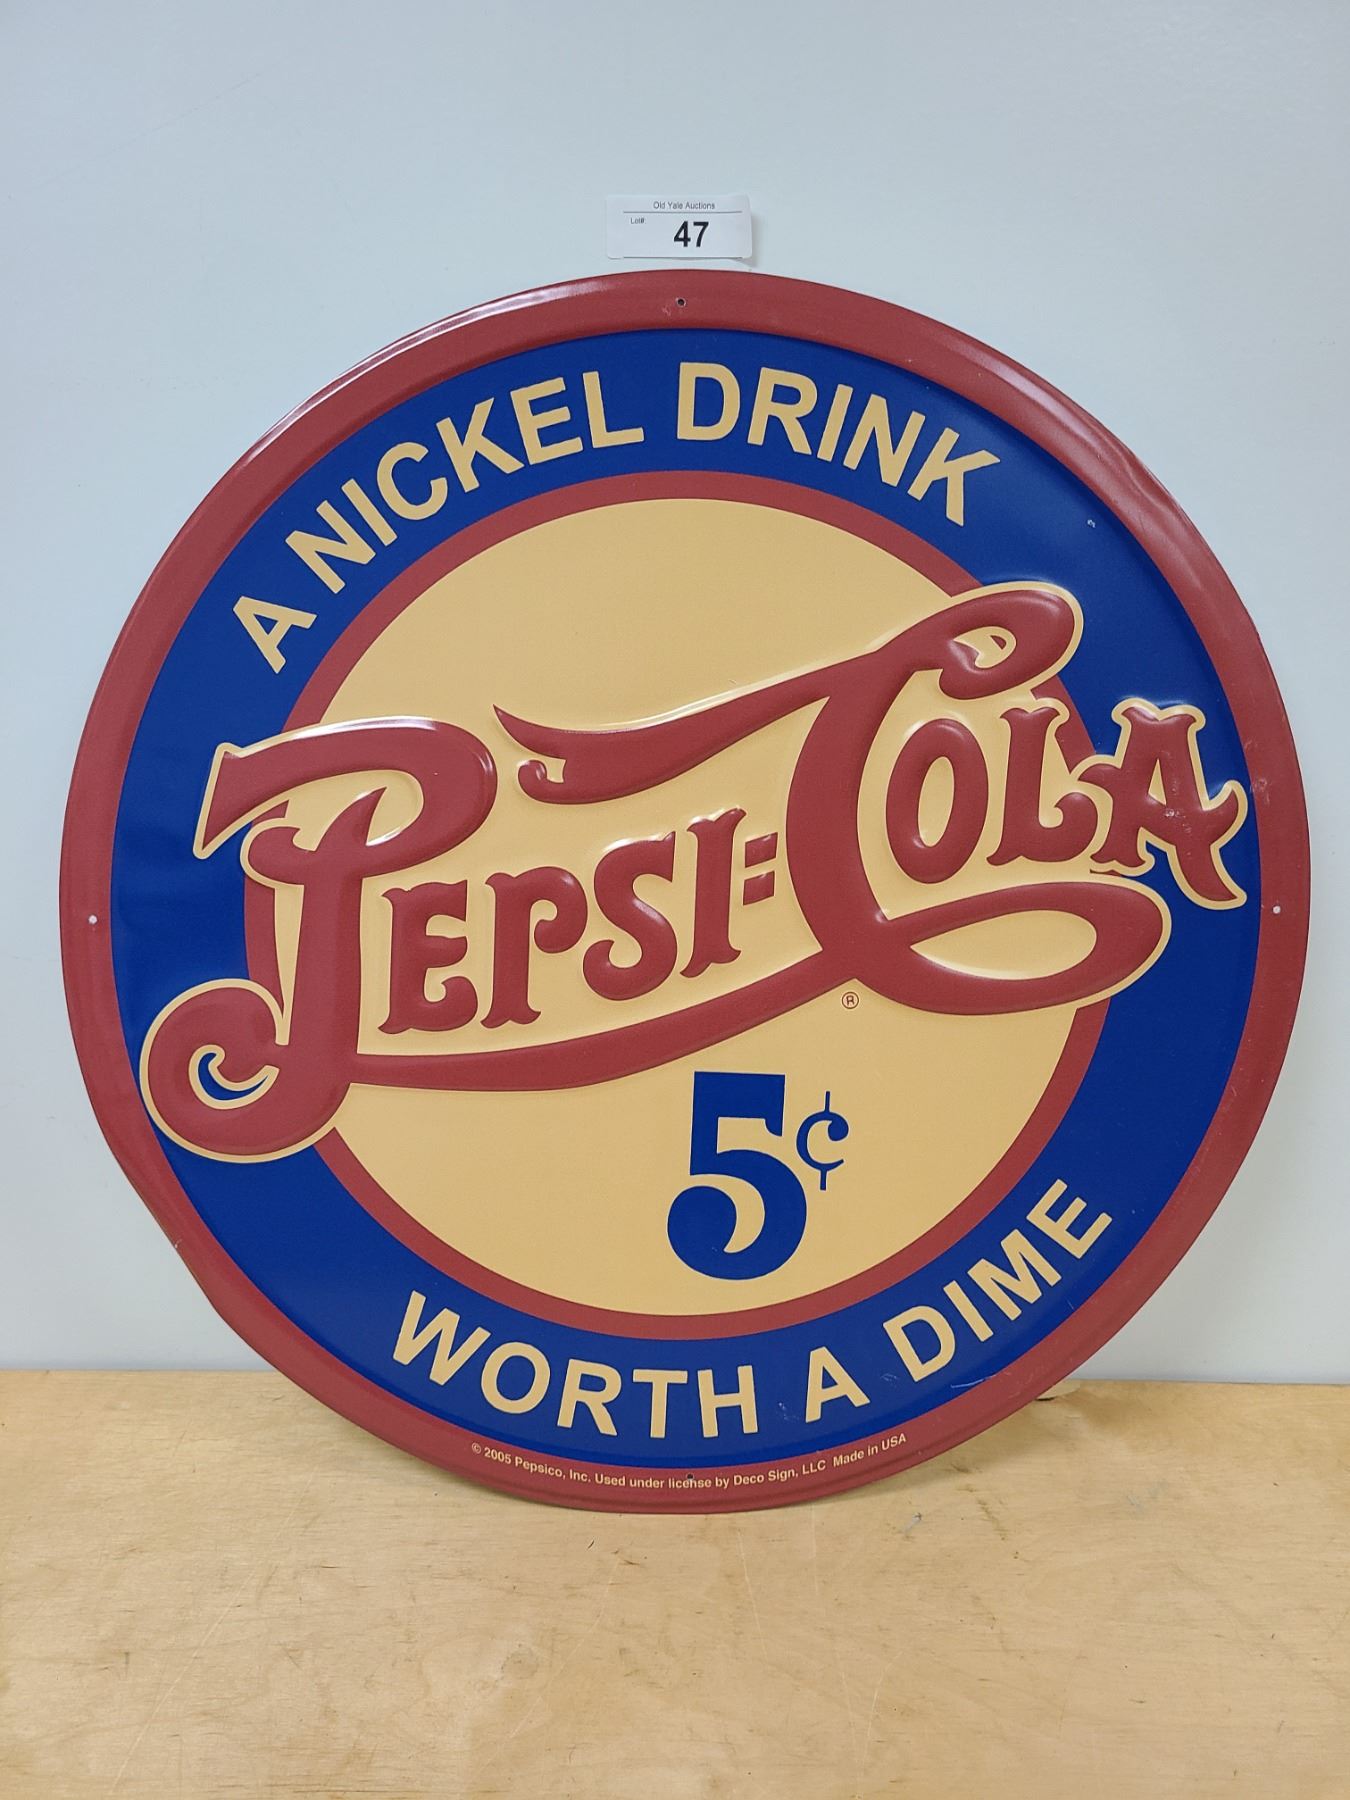 Old Yale Auctions
Lot#: 47
A NICKEL DRINK
PEPSI=COLA
®
5¢
WORTH A DIME
© 2005 Pepsico, Inc. Used under license by Deco Sign, LLC Made in USA